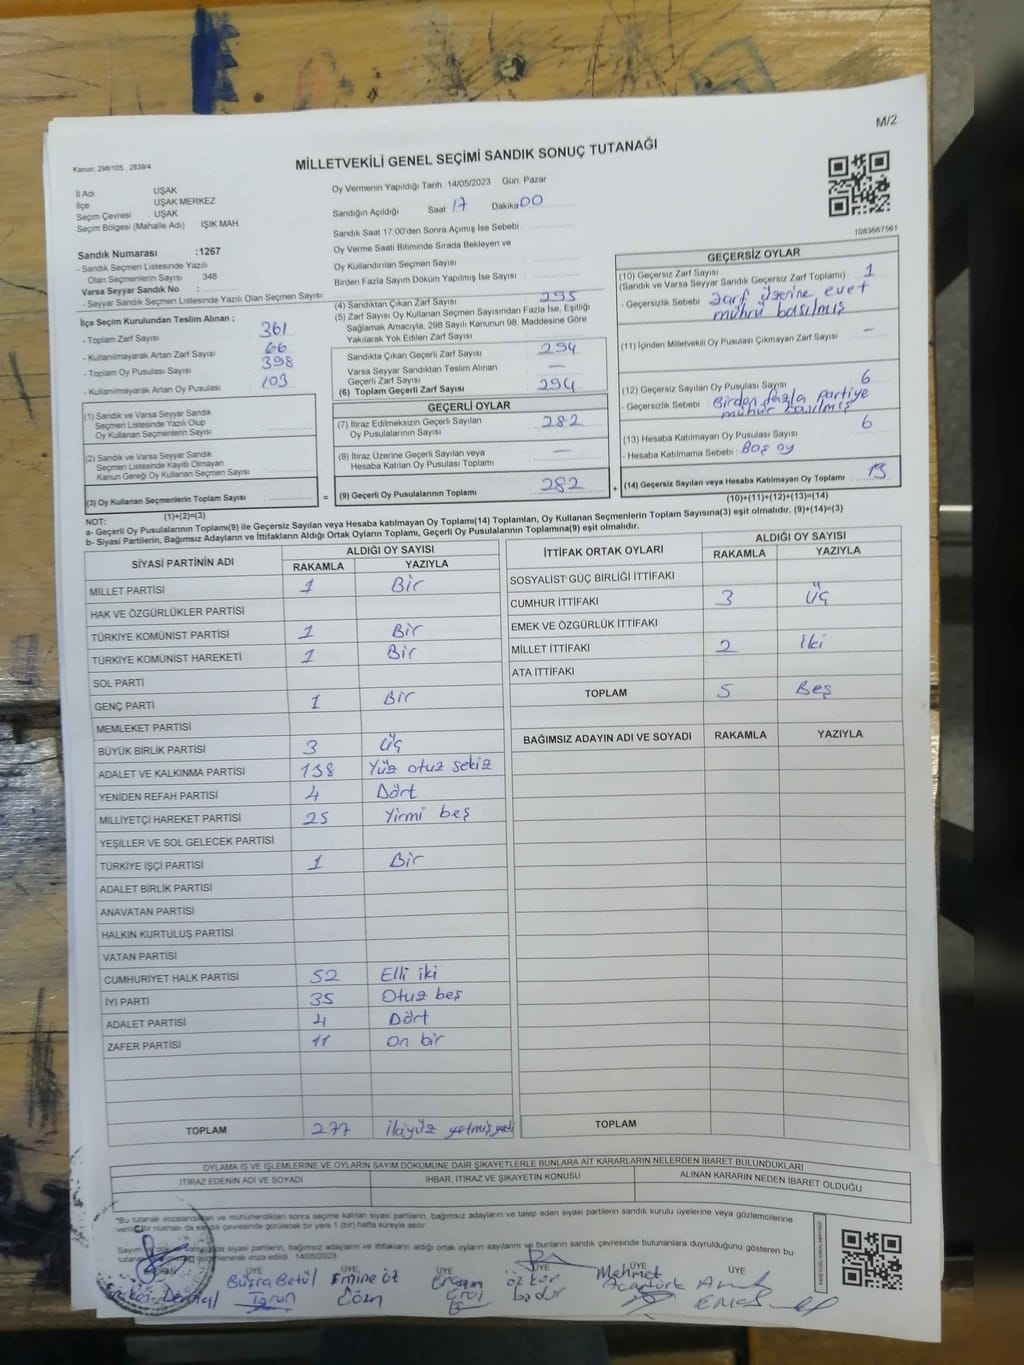 M/2
Kanun: 298/105 , 2839/4
MİLLETVEKİLİ GENEL SEÇİMİ SANDIK SONUÇ TUTANAĞI
İl Adı : UŞAK
İlçe : UŞAK MERKEZ
Seçim Çevresi : UŞAK
Seçim Bölgesi (Mahalle Adı) : IŞIK MAH
Oy Vermenin Yapıldığı Tarih :14/05/2023 Gün: Pazar
Sandığın Açıldığı Saat 17 Dakika 00
Sandık Saat 17:00'den Sonra Açımış İse Sebebi :
Oy Verme Saati Bitiminde Sırada Bekleyen ve
Oy Kullandırılan Seçmen Sayısı :
Birden Fazla Sayım Döküm Yapılmış İse Sayısı :
1083667561
Sandık Numarası :1267
- Sandık Seçmen Listesinde Yazılı
Olan Seçmenlerin Sayısı : 348
Varsa Seyyar Sandık No :
- Seyyar Sandık Seçmen Listesinde Yazılı Olan Seçmen Sayısı:
İlçe Seçim Kurulundan Teslim Alınan ;
- Toplam Zarf Sayısı : 361
- Kullanılmayarak Artan Zarf Sayısı : 66
- Toplam Oy Pusulası Sayısı : 398
- Kullanılmayarak Artan Oy Pusulası : 103
(1) Sandık ve Varsa Seyyar Sandık
Seçmen Listesinde Yazılı Olup
Oy Kullanan Seçmenlerin Sayısı :
(2) Sandık ve Varsa Seyyar Sandık
Seçmen Listesinde Kayıtlı Olmayan
Kanun Gereği Oy Kullanan Seçmen Sayısı :
(3) Oy Kullanan Seçmenlerin Toplam Sayısı :
(1)+(2)=(3)
(4) Sandıktan Çıkan Zarf Sayısı : 295
(5) Zarf Sayısı Oy Kullanan Seçmen Sayısından Fazla İse, Eşitliği
Sağlamak Amacıyla, 298 Sayılı Kanunun 98. Maddesine Göre
Yakılarak Yok Edilen Zarf Sayısı :
Sandıkta Çıkan Geçerli Zarf Sayısı : 294
Varsa Seyyar Sandıktan Teslim Alınan
Geçerli Zarf Sayısı : —
(6) Toplam Geçerli Zarf Sayısı : 294
GEÇERLİ OYLAR
(7) İtiraz Edilmeksizin Geçerli Sayılan
Oy Pusulalarının Sayısı : 282
(8) İtiraz Üzerine Geçerli Sayılan veya
Hesaba Katılan Oy Pusulası Toplamı : —
= (9) Geçerli Oy Pusulalarının Toplamı : 282 +
GEÇERSİZ OYLAR
(10) Geçersiz Zarf Sayısı
(Sandık ve Varsa Seyyar Sandık Geçersiz Zarf Toplamı) : 1
- Geçersizlik Sebebi : Zarf üzerine evet
mührü basılmış
(11) İçinden Milletvekili Oy Pusulası Çıkmayan Zarf Sayısı : —
(12) Geçersiz Sayılan Oy Pusulası Sayısı : 6
- Geçersizlik Sebebi : Birden fazla Partiye
mühür basılmış
(13) Hesaba Katılmayan Oy Pusulası Sayısı : 6
- Hesaba Katılmama Sebebi : Boş oy
(14) Geçersiz Sayılan veya Hesaba Katılmayan Oy Toplamı : 13
(10)+(11)+(12)+(13)=(14)
NOT:
a- Geçerli Oy Pusulalarının Toplamı(9) ile Geçersiz Sayılan veya Hesaba katılmayan Oy Toplamı(14) Toplamları, Oy Kullanan Seçmenlerin Toplam Sayısına(3) eşit olmalıdır. (9)+(14)=(3)
b- Siyasi Partilerin, Bağımsız Adayların ve İttifakların Aldığı Oyların Toplamı, Geçerli Oy Pusulalarının Toplamına(9) eşit olmalıdır.
SİYASİ PARTİNİN ADI ALDIĞI OY SAYISI
RAKAMLA YAZIYLA
MİLLET PARTİSİ 1 Bir
HAK VE ÖZGÜRLÜKLER PARTİSİ
TÜRKİYE KOMÜNİST PARTİSİ 1 Bir
TÜRKİYE KOMÜNİST HAREKETİ 1 Bir
SOL PARTİ
GENÇ PARTİ 1 Bir
MEMLEKET PARTİSİ
BÜYÜK BİRLİK PARTİSİ 3 Üç
ADALET VE KALKINMA PARTİSİ 138 Yüz otuz sekiz
YENİDEN REFAH PARTİSİ 4 Dört
MİLLİYETÇİ HAREKET PARTİSİ 25 Yirmi beş
YEŞİLLER VE SOL GELECEK PARTİSİ
TÜRKİYE İŞÇİ PARTİSİ 1 Bir
ADALET BİRLİK PARTİSİ
ANAVATAN PARTİSİ
HALKIN KURTULUŞ PARTİSİ
VATAN PARTİSİ
CUMHURİYET HALK PARTİSİ 52 Elli iki
İYİ PARTİ 35 Otuz beş
ADALET PARTİSİ 4 Dört
ZAFER PARTİSİ 11 On bir
TOPLAM 277 İkiyüz yetmiş yedi
İTTİFAK ORTAK OYLARI ALDIĞI OY SAYISI
RAKAMLA YAZIYLA
SOSYALİST GÜÇ BİRLİĞİ İTTİFAKI
CUMHUR İTTİFAKI 3 Üç
EMEK VE ÖZGÜRLÜK İTTİFAKI
MİLLET İTTİFAKI 2 İki
ATA İTTİFAKI
TOPLAM 5 Beş
BAĞIMSIZ ADAYIN ADI VE SOYADI RAKAMLA YAZIYLA
TOPLAM
OYLAMA İŞ VE İŞLEMLERİNE VE OYLARIN SAYIM DÖKÜMÜNE DAİR ŞİKAYETLERLE BUNLARA AİT KARARLARIN NELERDEN İBARET BULUNDUKLARI
İTİRAZ EDENİN ADI VE SOYADI İHBAR, İTİRAZ VE ŞİKAYETİN KONUSU ALINAN KARARIN NEDEN İBARET OLDUĞU
*Bu tutanak imzalandıktan ve mühürlendikten sonra seçime katılan siyasi partilerin, bağımsız adayların ve talep eden siyasi partilerin sandık kurulu üyelerine veya gözlemcilerine
verilir. Bir nüshası da sandık çevresinde görülecek bir yere 1 (bir) hafta süreyle asılır
Sayım siyasi partilerin, bağımsız adayların ve ittifakların aldığı ortak oyların sayılarını ve bunların sandık çevresinde bulunanlara duyrulduğunu gösteren bu
tutanak imza edildi. 14/05/2023
ÜYE ÜYE ÜYE ÜYE ÜYE ÜYE
Büşra Betül Torun
Emine Öz
Ercan Erol
Özkan
Mehmet Acartürk